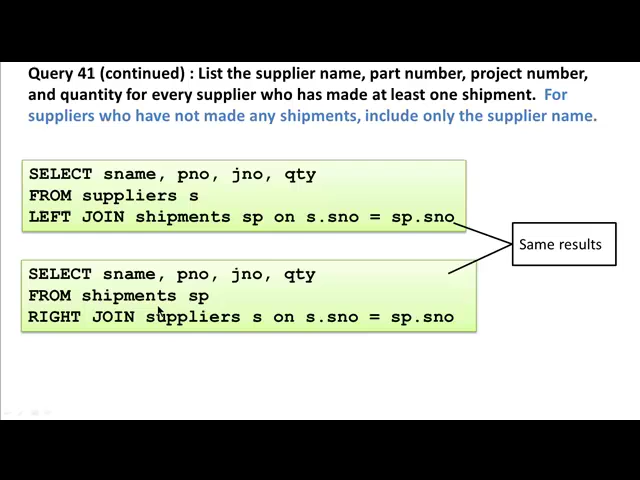 Query 41 (continued) : List the supplier name, part number, project number,
and quantity for every supplier who has made at least one shipment. For
suppliers who have not made any shipments, include only the supplier name.
SELECT sname, pno, jno, qty
FROM suppliers s
LEFT JOIN shipments sp on s.sno = sp.sno
Same results
SELECT sname, pno, jno, qty
FROM shipments sp
RIGHT JOIN suppliers s on s.sno = sp.sno